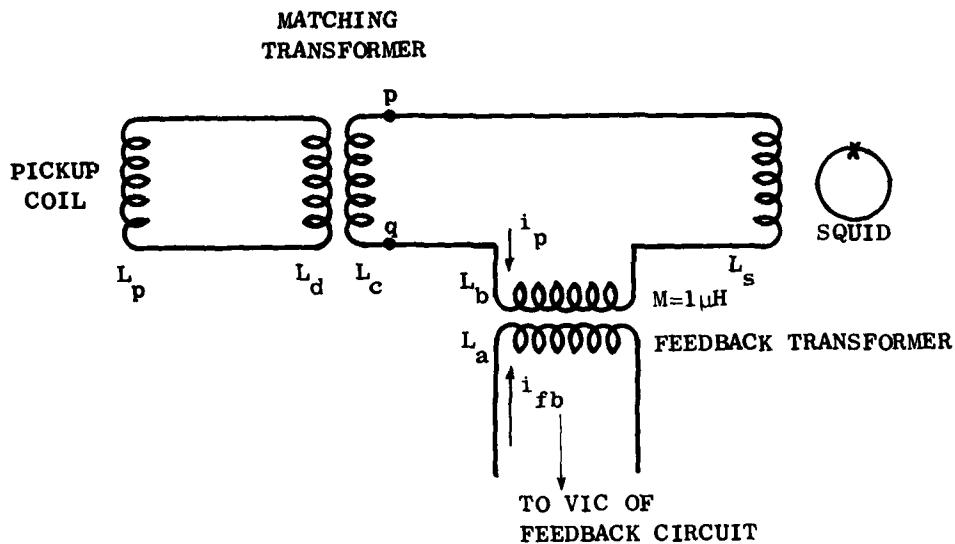 MATCHING
TRANSFORMER
p
PICKUP
COIL
SQUID
q
i_p
L_p
L_d
L_c
L_b
L_s
M=1μH
L_a
FEEDBACK TRANSFORMER
i_fb
TO VIC OF
FEEDBACK CIRCUIT